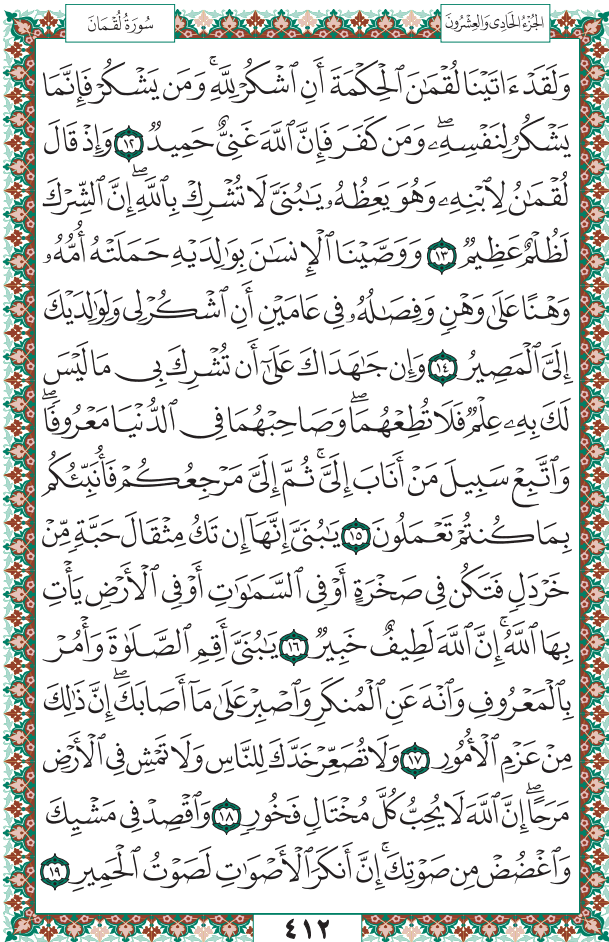 الجُزْءُ الحَادِى وَالعِشْرُونَ
سُورَةُ لُقْمَانَ
وَلَقَدْ ءَاتَيْنَا لُقْمَٰنَ ٱلْحِكْمَةَ أَنِ ٱشْكُرْ لِلَّهِۚ وَمَن يَشْكُرْ فَإِنَّمَا
يَشْكُرُ لِنَفْسِهِۦۖ وَمَن كَفَرَ فَإِنَّ ٱللَّهَ غَنِىٌّ حَمِيدٌ ١٢ وَإِذْ قَالَ
لُقْمَٰنُ لِٱبْنِهِۦ وَهُوَ يَعِظُهُۥ يَٰبُنَىَّ لَا تُشْرِكْ بِٱللَّهِۖ إِنَّ ٱلشِّرْكَ
لَظُلْمٌ عَظِيمٌ ١٣ وَوَصَّيْنَا ٱلْإِنسَٰنَ بِوَٰلِدَيْهِ حَمَلَتْهُ أُمُّهُۥ
وَهْنًا عَلَىٰ وَهْنٍ وَفِصَٰلُهُۥ فِى عَامَيْنِ أَنِ ٱشْكُرْ لِى وَلِوَٰلِدَيْكَ
إِلَىَّ ٱلْمَصِيرُ ١٤ وَإِن جَٰهَدَاكَ عَلَىٰٓ أَن تُشْرِكَ بِى مَا لَيْسَ
لَكَ بِهِۦ عِلْمٌ فَلَا تُطِعْهُمَاۖ وَصَاحِبْهُمَا فِى ٱلدُّنْيَا مَعْرُوفًاۖ
وَٱتَّبِعْ سَبِيلَ مَنْ أَنَابَ إِلَىَّۚ ثُمَّ إِلَىَّ مَرْجِعُكُمْ فَأُنَبِّئُكُم
بِمَا كُنتُمْ تَعْمَلُونَ ١٥ يَٰبُنَىَّ إِنَّهَآ إِن تَكُ مِثْقَالَ حَبَّةٍ مِّنْ
خَرْدَلٍ فَتَكُن فِى صَخْرَةٍ أَوْ فِى ٱلسَّمَٰوَٰتِ أَوْ فِى ٱلْأَرْضِ يَأْتِ
بِهَا ٱللَّهُۚ إِنَّ ٱللَّهَ لَطِيفٌ خَبِيرٌ ١٦ يَٰبُنَىَّ أَقِمِ ٱلصَّلَوٰةَ وَأْمُرْ
بِٱلْمَعْرُوفِ وَٱنْهَ عَنِ ٱلْمُنكَرِ وَٱصْبِرْ عَلَىٰ مَآ أَصَابَكَۖ إِنَّ ذَٰلِكَ
مِنْ عَزْمِ ٱلْأُمُورِ ١٧ وَلَا تُصَعِّرْ خَدَّكَ لِلنَّاسِ وَلَا تَمْشِ فِى ٱلْأَرْضِ
مَرَحًاۖ إِنَّ ٱللَّهَ لَا يُحِبُّ كُلَّ مُخْتَالٍ فَخُورٍ ١٨ وَٱقْصِدْ فِى مَشْيِكَ
وَٱغْضُضْ مِن صَوْتِكَۚ إِنَّ أَنكَرَ ٱلْأَصْوَٰتِ لَصَوْتُ ٱلْحَمِيرِ ١٩
٤١٢